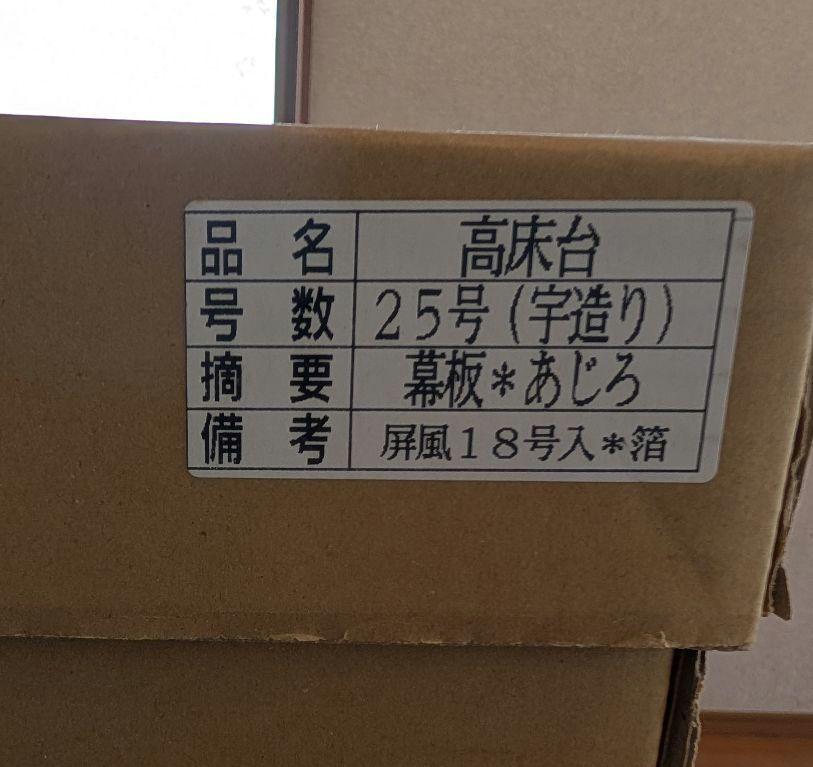 品名 高床台
号数 25号(宇造り)
摘要 幕板*あじろ
備考 屏風18号入*箔